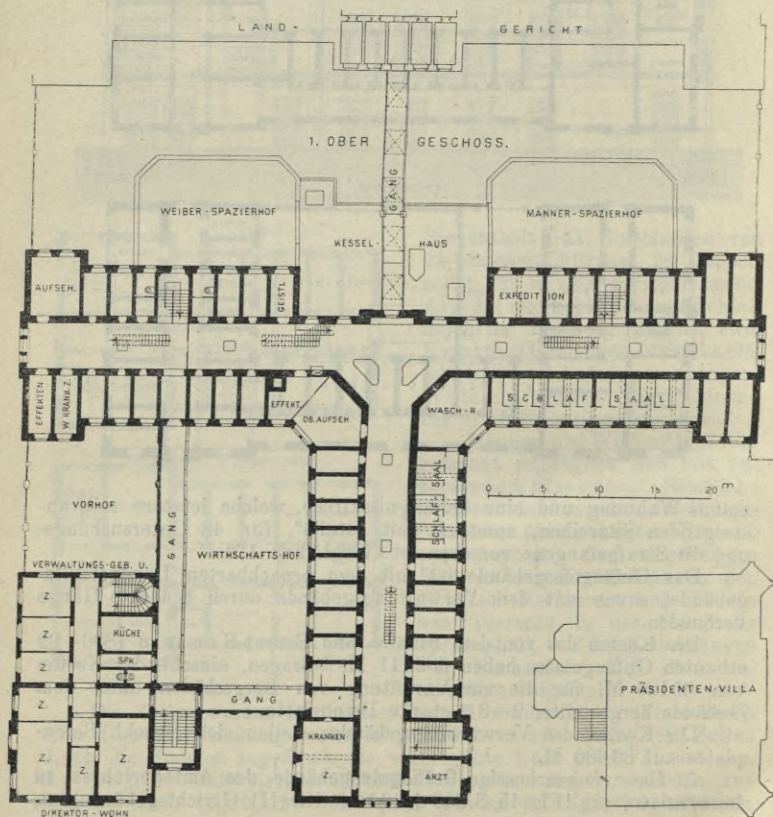 LAND- GERICHT
1. OBER GESCHOSS.
GANG
WEIBER-SPAZIERHOF
MÄNNER-SPAZIERHOF
KESSEL- HAUS
AUFSEH.
GEISTL.
EXPEDITION
EFFEKTEN
W. KRANK. Z.
EFFEKT.
OB. AUFSEH.
WASCH-R.
SCHLAF-SAAL
SCHLAF-SAAL
0 5 10 15 20 m
VORHOF
GANG
WIRTHSCHAFTS-HOF
VERWALTUNGS-GEB. U.
Z.
Z.
KÜCHE
SPK.
Z.
Z.
Z.
GANG
KRANKEN-
Z.
ARZT
PRÄSIDENTEN-VILLA
DIREKTOR-WOHN